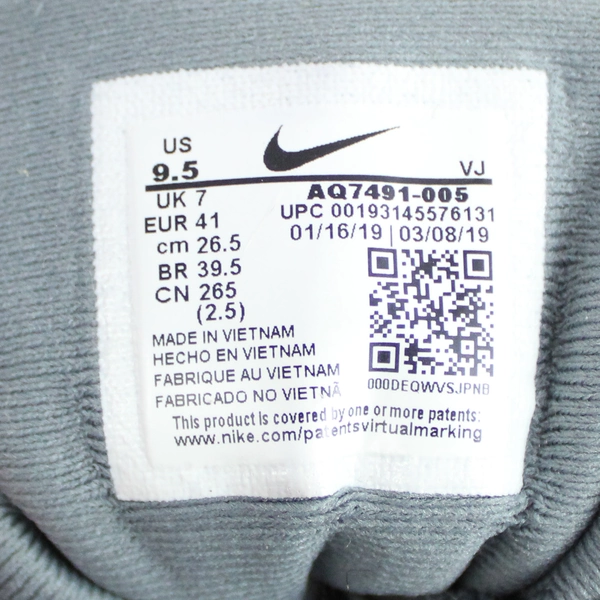 US
9.5
VJ
UK 7
AQ7491-005
EUR 41
UPC 00193145576131
cm 26.5
01/16/19 | 03/08/19
BR 39.5
CN 265
(2.5)
MADE IN VIETNAM
HECHO EN VIETNAM
FABRIQUE AU VIETNAM
FABRICADO NO VIETNÃ
000DEQWVSJPNB
This product is covered by one or more patents:
www.nike.com/patentsvirtualmarking